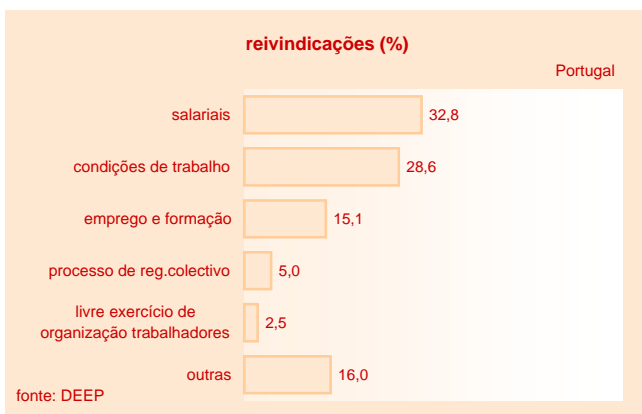 reivindicações (%)
Portugal
salariais 32,8
condições de trabalho 28,6
emprego e formação 15,1
processo de reg.colectivo 5,0
livre exercício de
organização trabalhadores 2,5
outras 16,0
fonte: DEEP